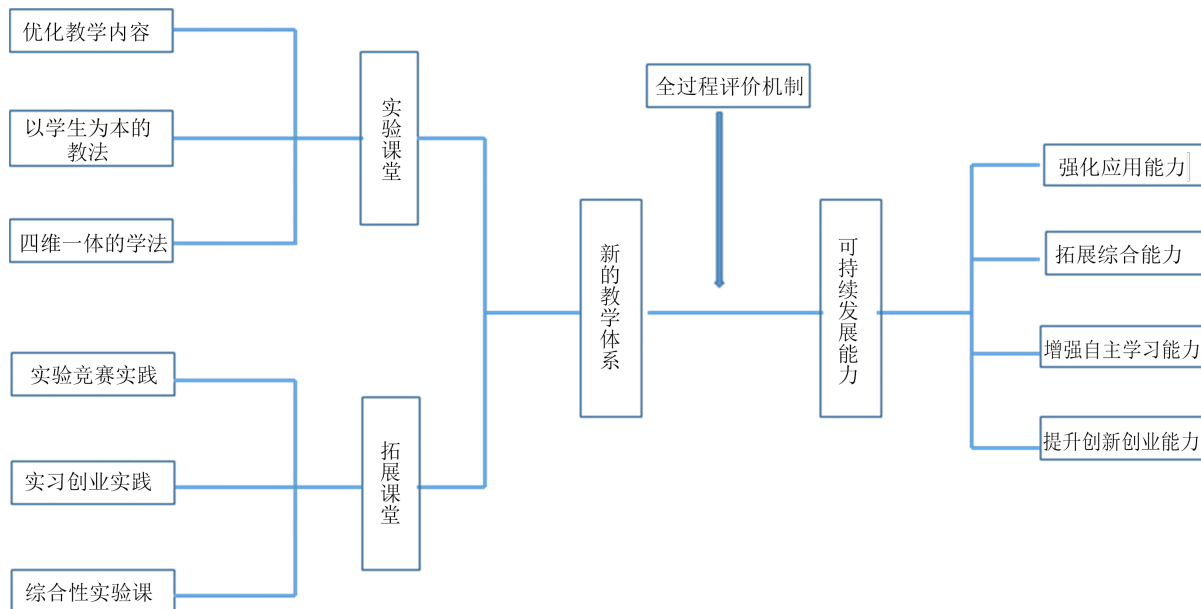 优化教学内容
以学生为本的
教法
四维一体的学法
实验课堂
实验竞赛实践
实习创业实践
综合性实验课
拓展课堂
新的教学体系
全过程评价机制
可持续发展能力
强化应用能力
拓展综合能力
增强自主学习能力
提升创新创业能力